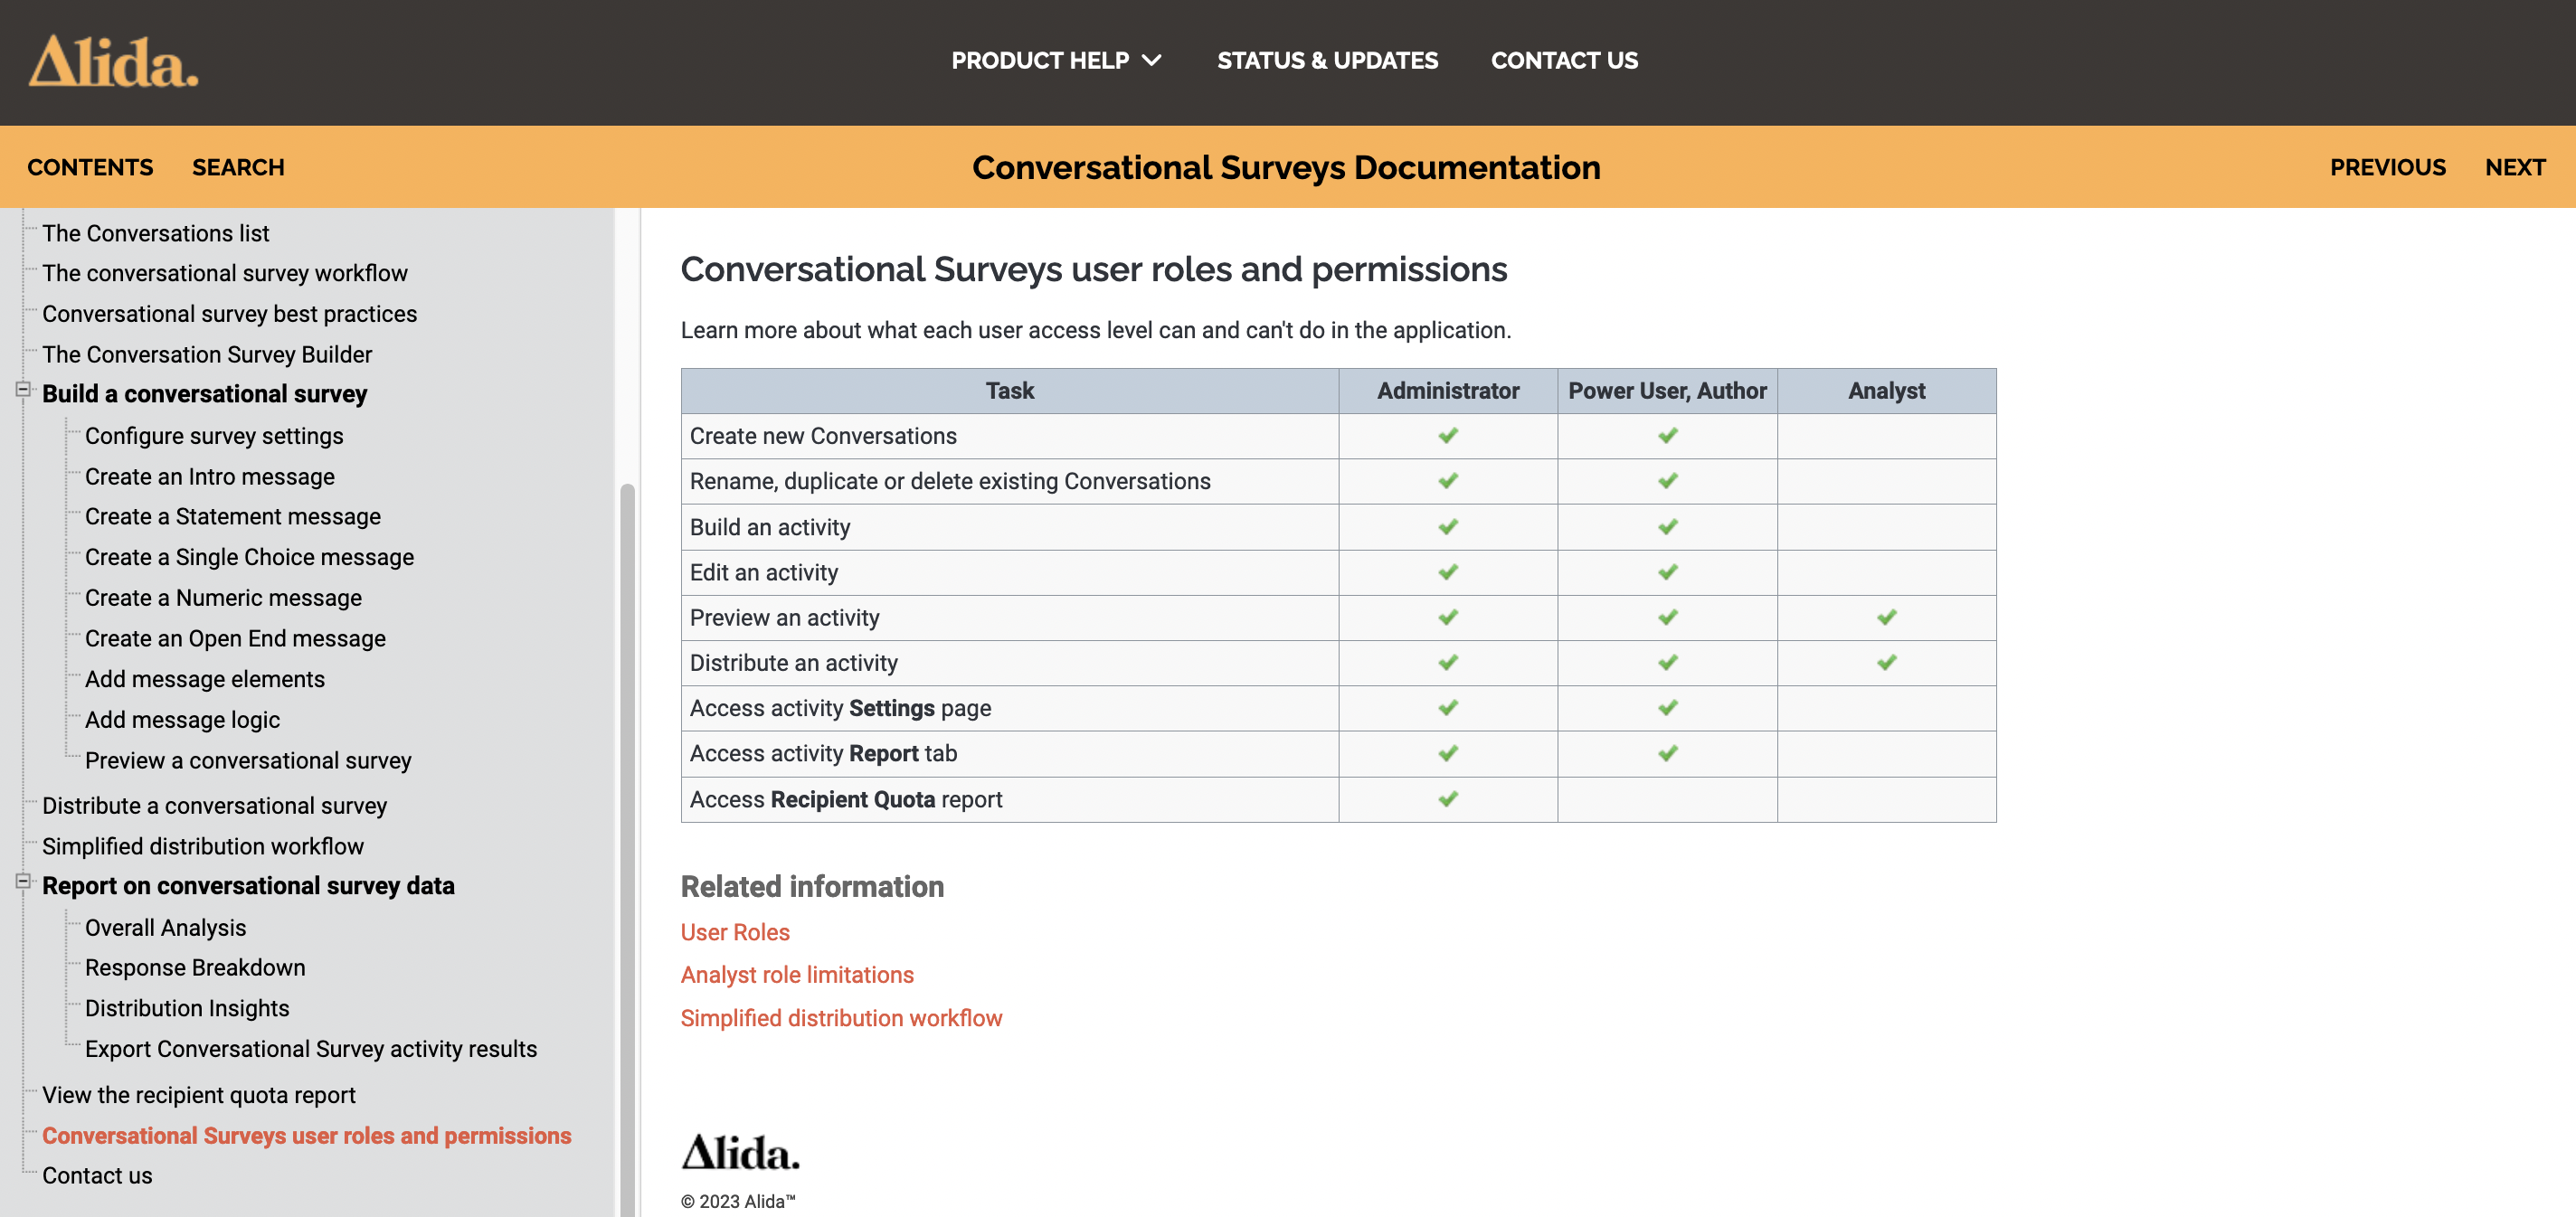 Alida.
PRODUCT HELP
STATUS & UPDATES
CONTACT US
CONTENTS
SEARCH
Conversational Surveys Documentation
PREVIOUS
NEXT
The Conversations list
The conversational survey workflow
Conversational survey best practices
The Conversation Survey Builder
Build a conversational survey
Configure survey settings
Create an Intro message
Create a Statement message
Create a Single Choice message
Create a Numeric message
Create an Open End message
Add message elements
Add message logic
Preview a conversational survey
Distribute a conversational survey
Simplified distribution workflow
Report on conversational survey data
Overall Analysis
Response Breakdown
Distribution Insights
Export Conversational Survey activity results
View the recipient quota report
Conversational Surveys user roles and permissions
Contact us
Conversational Surveys user roles and permissions
Learn more about what each user access level can and can't do in the application.
Task Administrator Power User, Author Analyst
Create new Conversations
Rename, duplicate or delete existing Conversations
Build an activity
Edit an activity
Preview an activity
Distribute an activity
Access activity Settings page
Access activity Report tab
Access Recipient Quota report
Related information
User Roles
Analyst role limitations
Simplified distribution workflow
Alida.
© 2023 Alida™